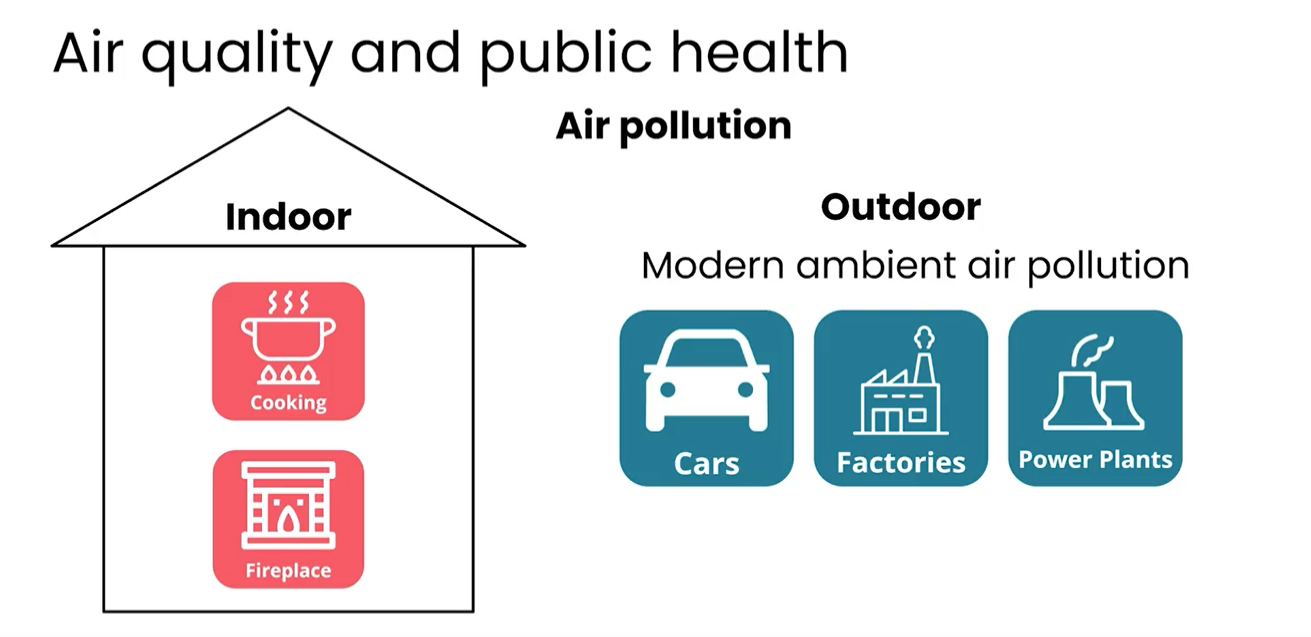 Air quality and public health
Air pollution
Indoor
Cooking
Fireplace
Outdoor
Modern ambient air pollution
Cars
Factories
Power Plants